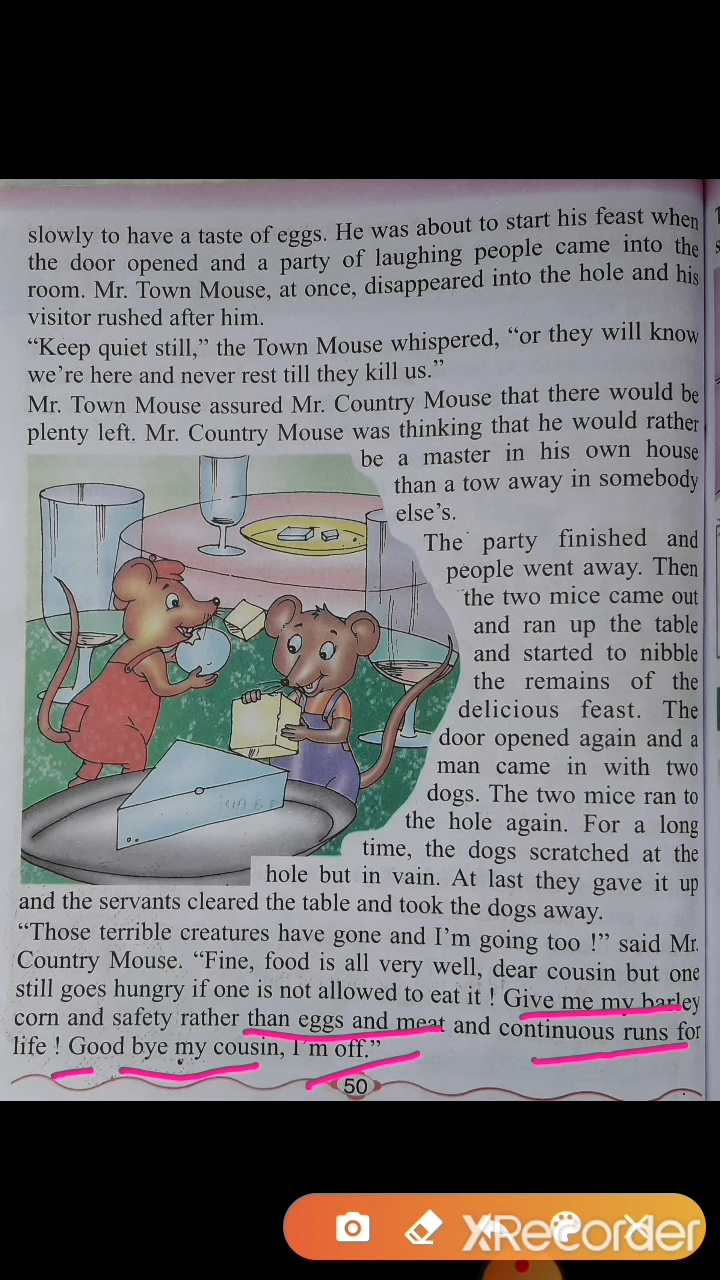 slowly to have a taste of eggs. He was about to start his feast when
the door opened and a party of laughing people came into the
room. Mr. Town Mouse, at once, disappeared into the hole and his
visitor rushed after him.
“Keep quiet still,” the Town Mouse whispered, “or they will know
we’re here and never rest till they kill us.”
Mr. Town Mouse assured Mr. Country Mouse that there would be
plenty left. Mr. Country Mouse was thinking that he would rather
be a master in his own house
than a tow away in somebody
else’s.
The party finished and
people went away. Then
the two mice came out
and ran up the table
and started to nibble
the remains of the
delicious feast. The
door opened again and a
man came in with two
dogs. The two mice ran to
the hole again. For a long
time, the dogs scratched at the
hole but in vain. At last they gave it up
and the servants cleared the table and took the dogs away.
“Those terrible creatures have gone and I’m going too !” said Mr.
Country Mouse. “Fine, food is all very well, dear cousin but one
still goes hungry if one is not allowed to eat it ! Give me my barley
corn and safety rather than eggs and meat and continuous runs for
life ! Good bye my cousin, I’m off.”
50
XRecorder